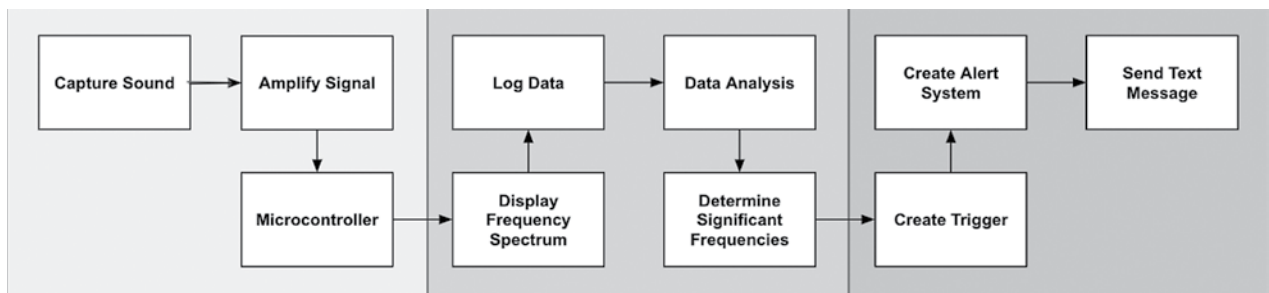 Capture Sound
Amplify Signal
Microcontroller
Display
Frequency
Spectrum
Log Data
Data Analysis
Determine
Significant
Frequencies
Create Trigger
Create Alert
System
Send Text
Message